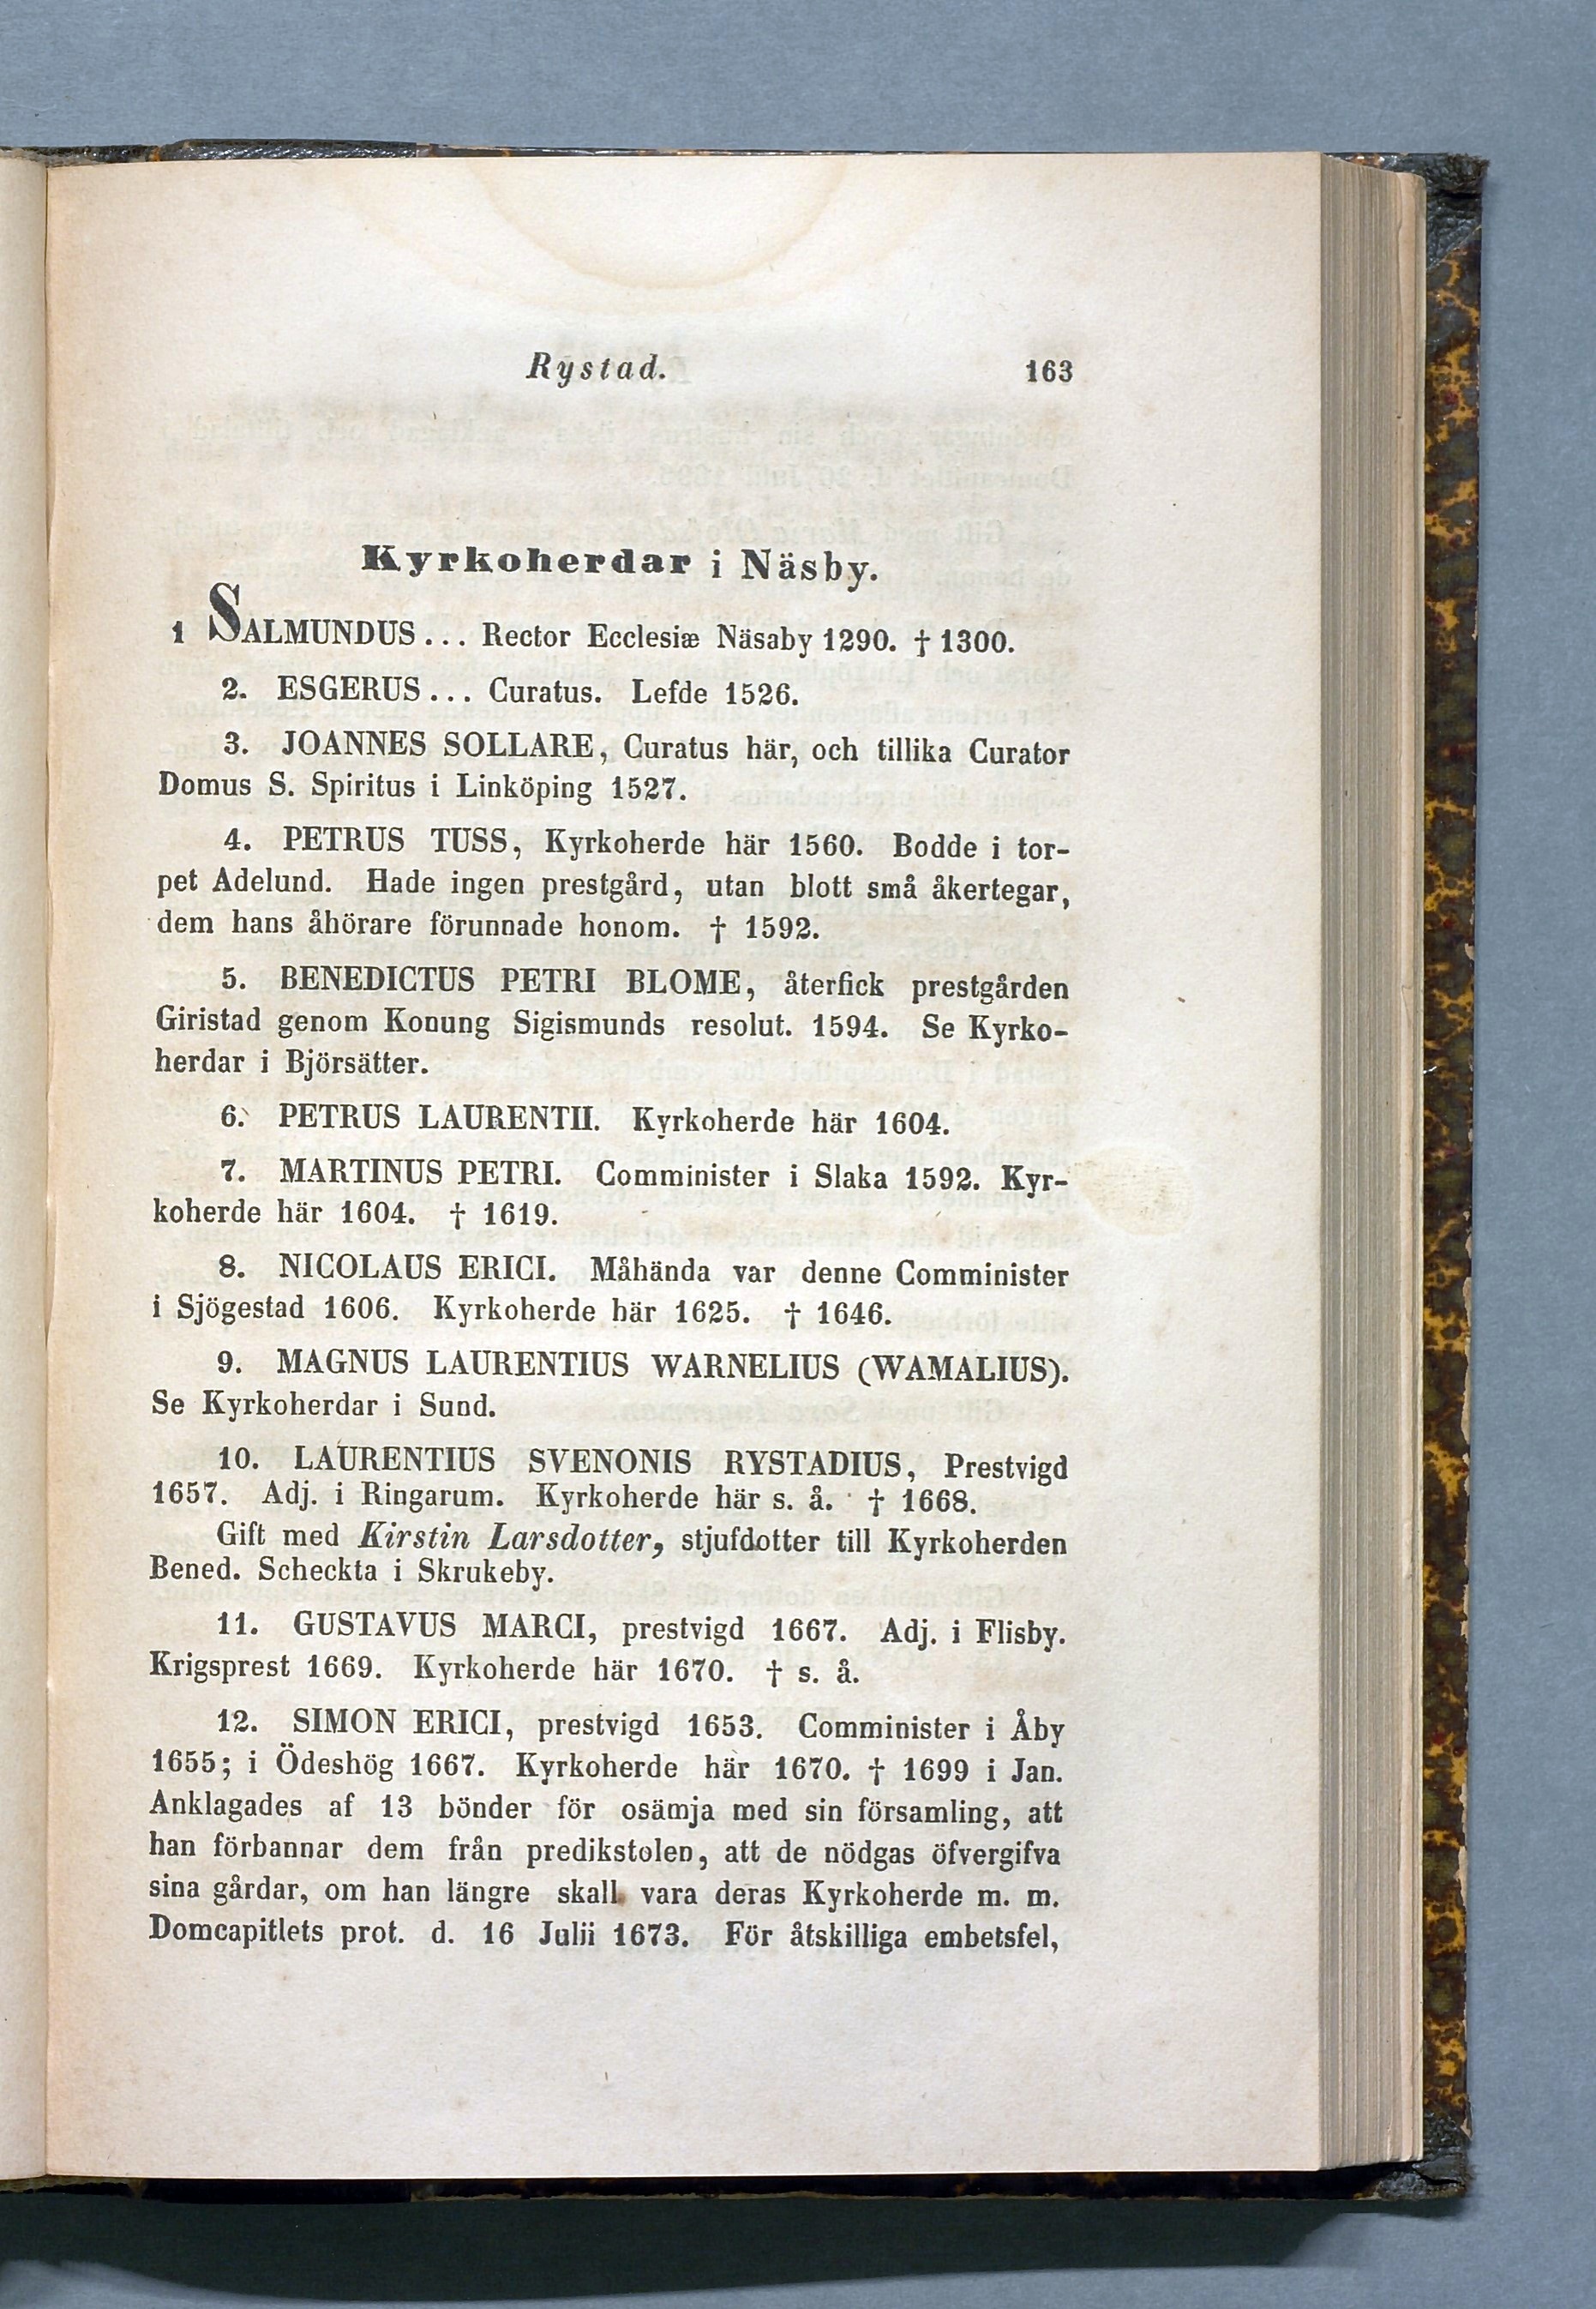 Rystad. 163
Kyrkoherdar i Näsby.
1 SALMUNDUS... Rector Ecclesiæ Näsaby 1290. † 1300.
2. ESGERUS... Curatus. Lefde 1526.
3. JOANNES SOLLARE, Curatus här, och tillika Curator
Domus S. Spiritus i Linköping 1527.
4. PETRUS TUSS, Kyrkoherde här 1560. Bodde i tor-
pet Adelund. Hade ingen prestgård, utan blott små åkertegar,
dem hans åhörare förunnade honom. † 1592.
5. BENEDICTUS PETRI BLOME, återfick prestgården
Giristad genom Konung Sigismunds resolut. 1594. Se Kyrko-
herdar i Björsätter.
6. PETRUS LAURENTII. Kyrkoherde här 1604.
7. MARTINUS PETRI. Comminister i Slaka 1592. Kyr-
koherde här 1604. † 1619.
8. NICOLAUS ERICI. Måhända var denne Comminister
i Sjögestad 1606. Kyrkoherde här 1625. † 1646.
9. MAGNUS LAURENTIUS WARNELIUS (WAMALIUS).
Se Kyrkoherdar i Sund.
10. LAURENTIUS SVENONIS RYSTADIUS, Prestvigd
1657. Adj. i Ringarum. Kyrkoherde här s. å. † 1668.
Gift med Kirstin Larsdotter, stjufdotter till Kyrkoherden
Bened. Scheckta i Skrukeby.
11. GUSTAVUS MARCI, prestvigd 1667. Adj. i Flisby.
Krigsprest 1669. Kyrkoherde här 1670. † s. å.
12. SIMON ERICI, prestvigd 1653. Comminister i Åby
1655; i Ödeshög 1667. Kyrkoherde här 1670. † 1699 i Jan.
Anklagades af 13 bönder för osämja med sin församling, att
han förbannar dem från predikstolen, att de nödgas öfvergifva
sina gårdar, om han längre skall vara deras Kyrkoherde m. m.
Domcapitlets prot. d. 16 Julii 1673. För åtskilliga embetsfel,